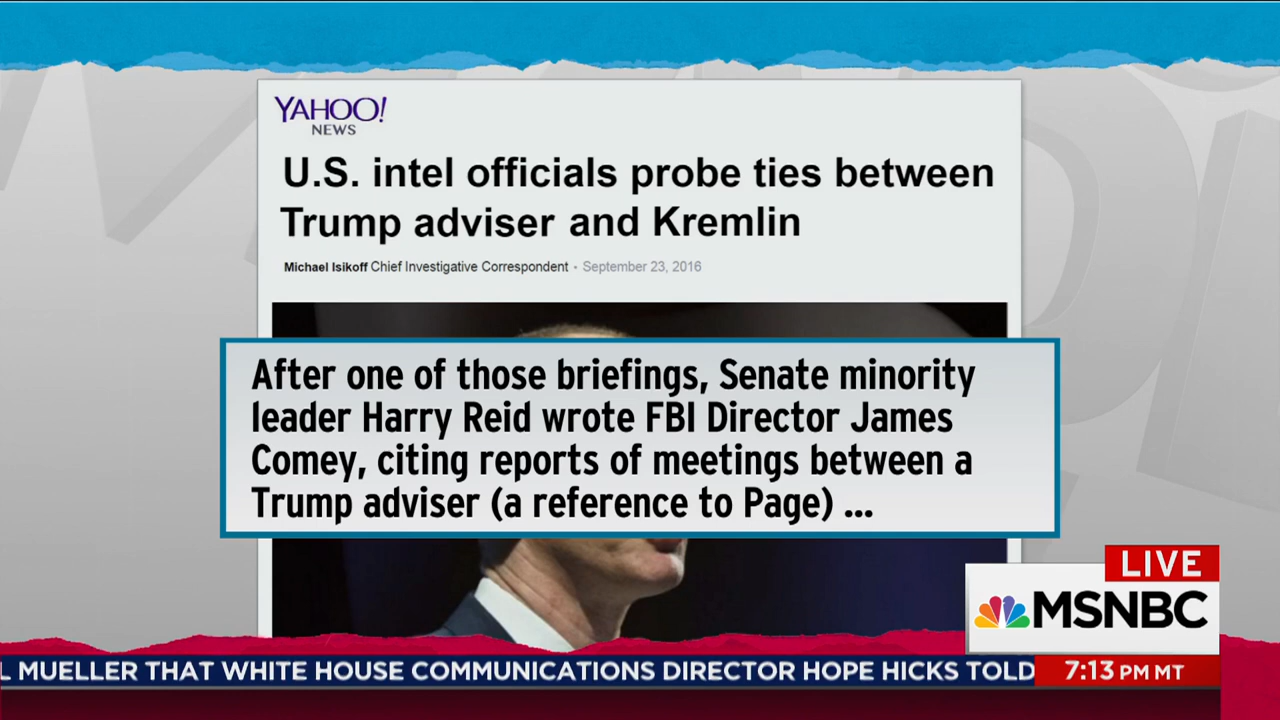 YAHOO!
NEWS
U.S. intel officials probe ties between
Trump adviser and Kremlin
Michael Isikoff Chief Investigative Correspondent • September 23, 2016
After one of those briefings, Senate minority
leader Harry Reid wrote FBI Director James
Comey, citing reports of meetings between a
Trump adviser (a reference to Page) ...
LIVE
MSNBC
L MUELLER THAT WHITE HOUSE COMMUNICATIONS DIRECTOR HOPE HICKS TOLD
7:13 PM MT